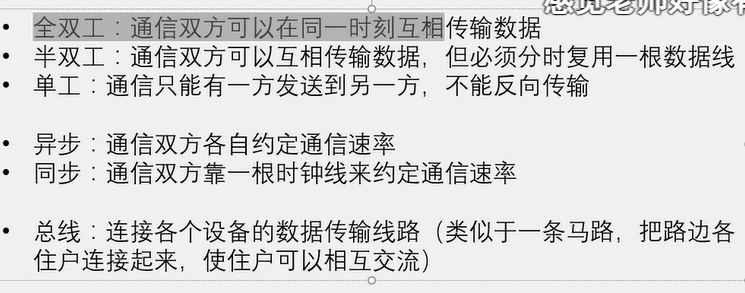 感觉老师好像有
• 全双工：通信双方可以在同一时刻互相传输数据
• 半双工：通信双方可以互相传输数据，但必须分时复用一根数据线
• 单工：通信只能有一方发送到另一方，不能反向传输
• 异步：通信双方各自约定通信速率
• 同步：通信双方靠一根时钟线来约定通信速率
• 总线：连接各个设备的数据传输线路（类似于一条马路，把路边各
住户连接起来，使住户可以相互交流）